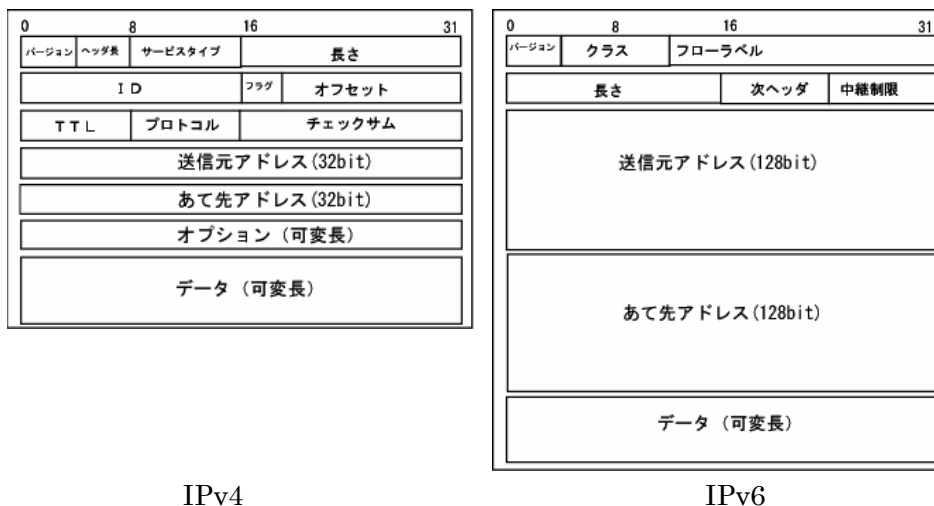 0 8 16 31
バージョン ヘッダ長 サービスタイプ 長さ
ID フラグ オフセット
TTL プロトコル チェックサム
送信元アドレス(32bit)
あて先アドレス(32bit)
オプション（可変長）
データ（可変長）
IPv4
0 8 16 31
バージョン クラス フローラベル
長さ 次ヘッダ 中継制限
送信元アドレス(128bit)
あて先アドレス(128bit)
データ（可変長）
IPv6